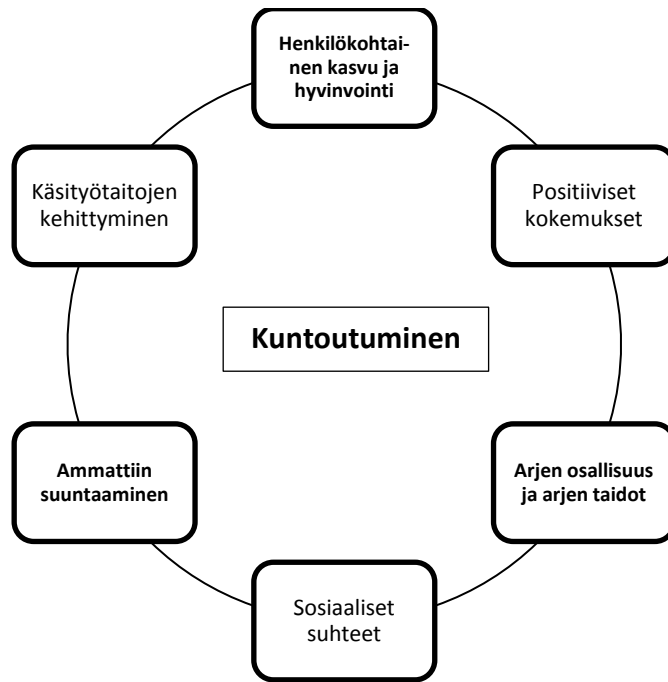 Henkilökohtai-
nen kasvu ja
hyvinvointi
Käsityötaitojen
kehittyminen
Positiiviset
kokemukset
Kuntoutuminen
Ammattiin
suuntaaminen
Arjen osallisuus
ja arjen taidot
Sosiaaliset
suhteet